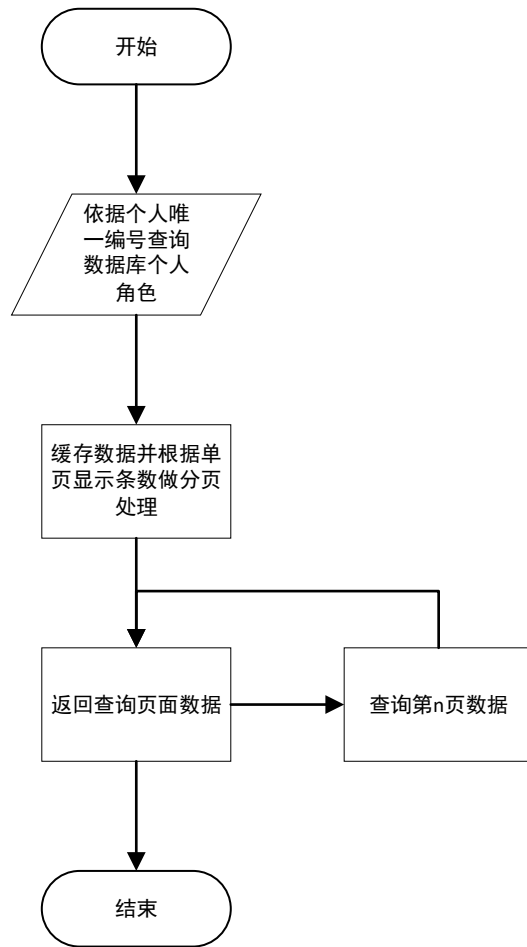 开始
依据个人唯
一编号查询
数据库个人
角色
缓存数据并根据单
页显示条数做分页
处理
返回查询页面数据
查询第n页数据
结束